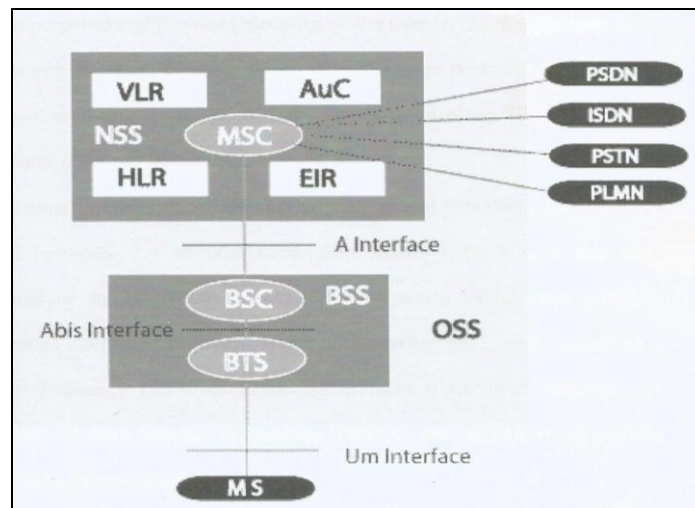 VLR
AuC
NSS
MSC
HLR
EIR
PSDN
ISDN
PSTN
PLMN
A Interface
BSC
BSS
Abis Interface
OSS
BTS
Um Interface
MS